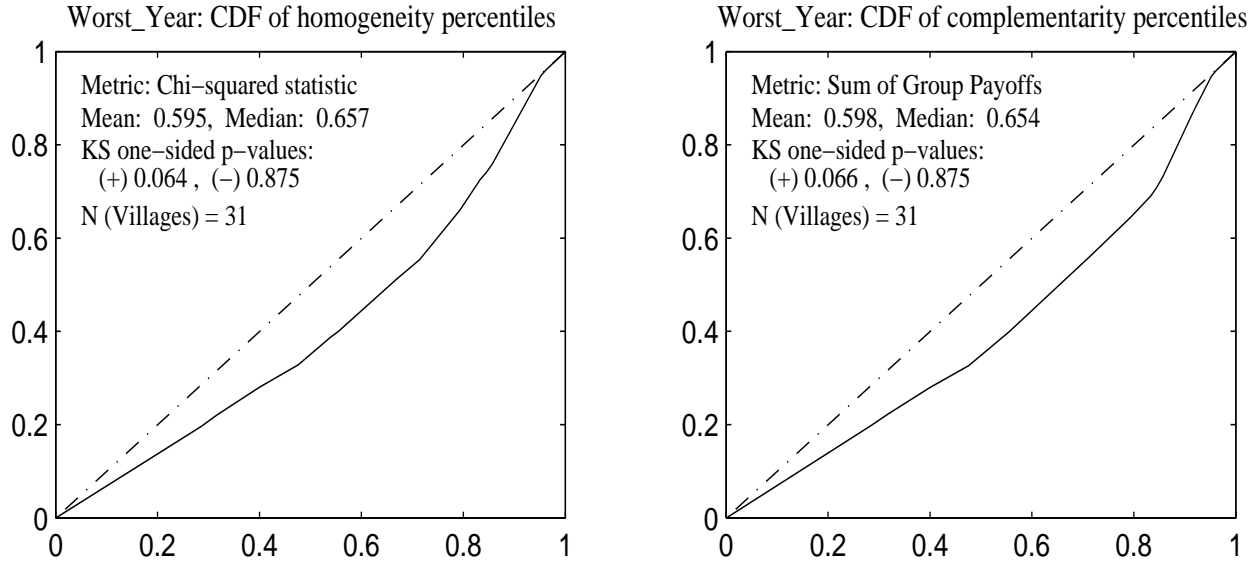 Worst_Year: CDF of homogeneity percentiles
1
0.8
0.6
0.4
0.2
0
0
0.2
0.4
0.6
0.8
1
Metric: Chi−squared statistic
Mean: 0.595, Median: 0.657
KS one−sided p−values:
(+) 0.064 , (−) 0.875
N (Villages) = 31
Worst_Year: CDF of complementarity percentiles
1
0.8
0.6
0.4
0.2
0
0
0.2
0.4
0.6
0.8
1
Metric: Sum of Group Payoffs
Mean: 0.598, Median: 0.654
KS one−sided p−values:
(+) 0.066 , (−) 0.875
N (Villages) = 31